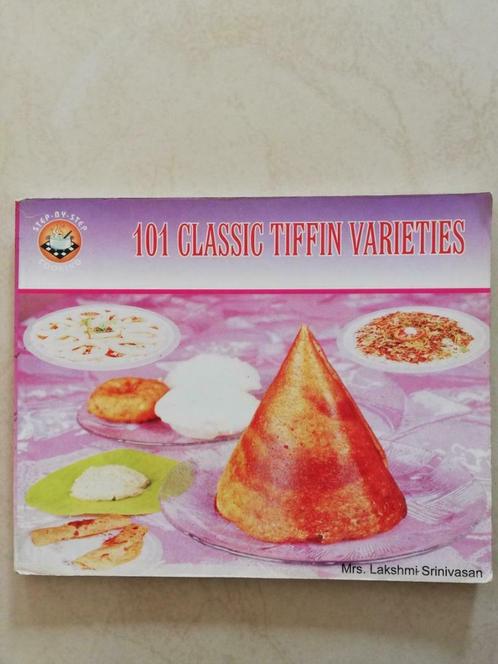 STEP-BY-STEP
COOKING
101 CLASSIC TIFFIN VARIETIES
Mrs. Lakshmi Srinivasan